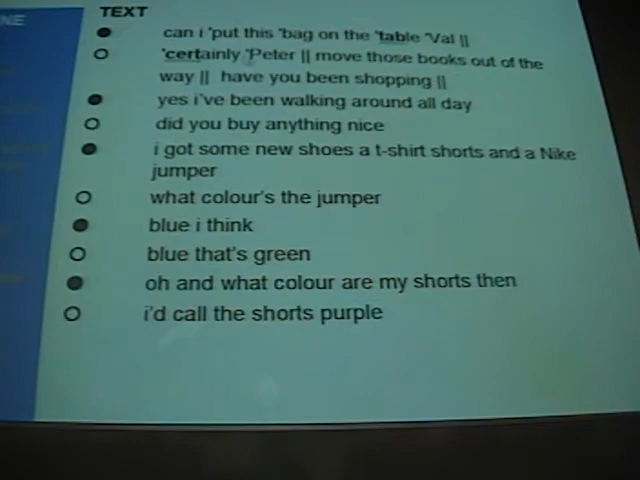 NE
TEXT
can i 'put this 'bag on the 'table 'Val ||
'certainly 'Peter || move those books out of the
way || have you been shopping ||
yes i've been walking around all day
did you buy anything nice
i got some new shoes a t-shirt shorts and a Nike
jumper
what colour's the jumper
blue i think
blue that's green
oh and what colour are my shorts then
i'd call the shorts purple